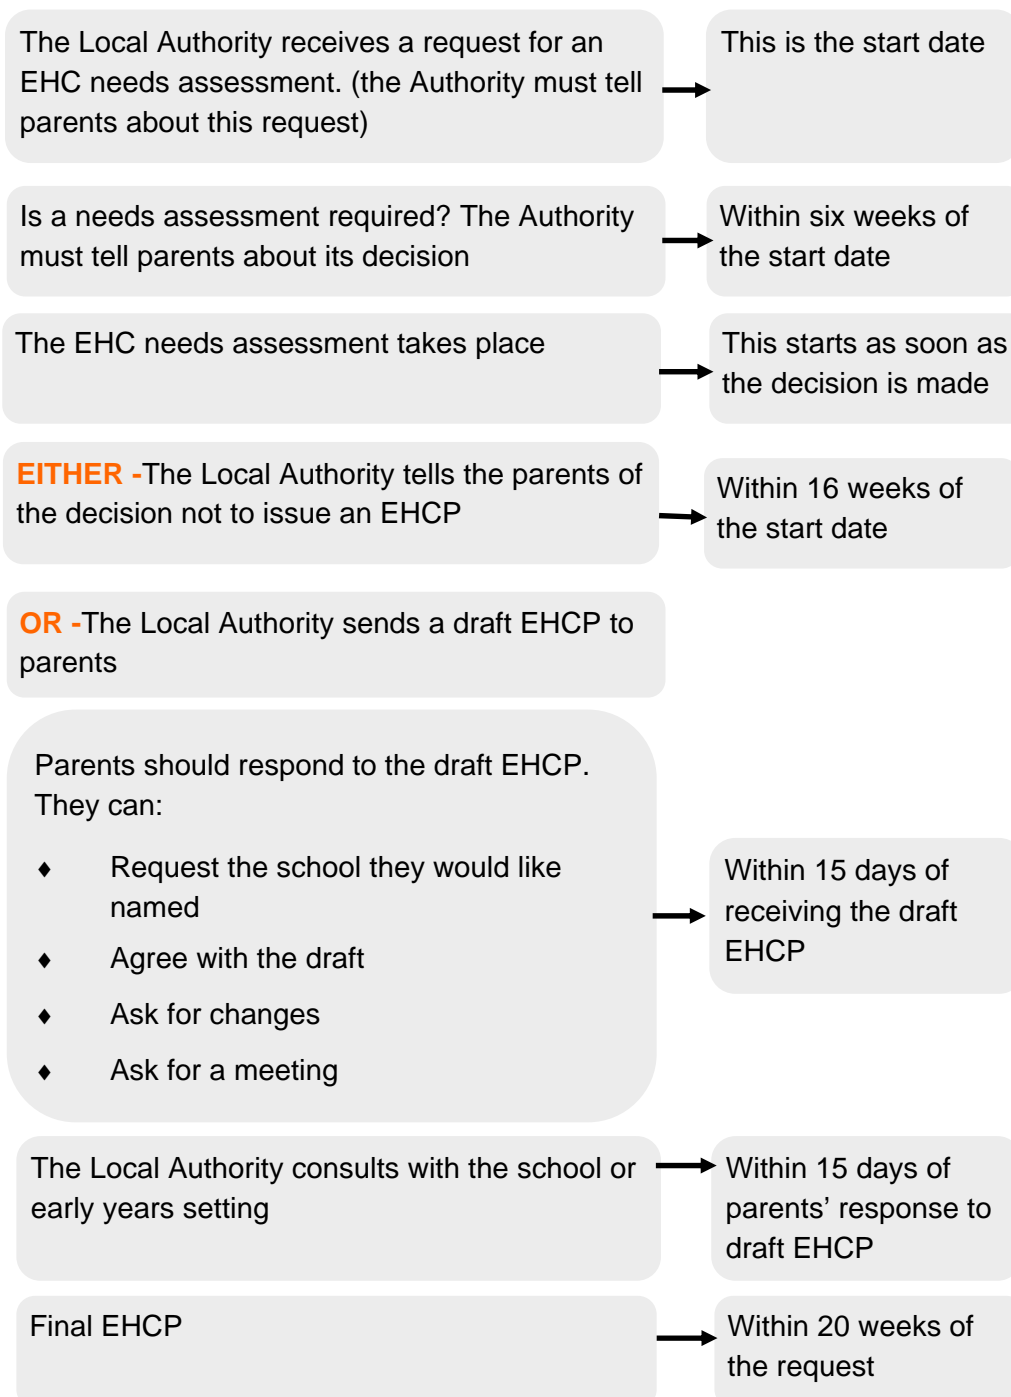 The Local Authority receives a request for an
EHC needs assessment. (the Authority must tell
parents about this request)
This is the start date
Is a needs assessment required? The Authority
must tell parents about its decision
Within six weeks of
the start date
The EHC needs assessment takes place
This starts as soon as
the decision is made
EITHER -The Local Authority tells the parents of
the decision not to issue an EHCP
Within 16 weeks of
the start date
OR -The Local Authority sends a draft EHCP to
parents
Parents should respond to the draft EHCP.
They can:
♦ Request the school they would like
named
♦ Agree with the draft
♦ Ask for changes
♦ Ask for a meeting
Within 15 days of
receiving the draft
EHCP
The Local Authority consults with the school or
early years setting
Within 15 days of
parents’ response to
draft EHCP
Final EHCP
Within 20 weeks of
the request